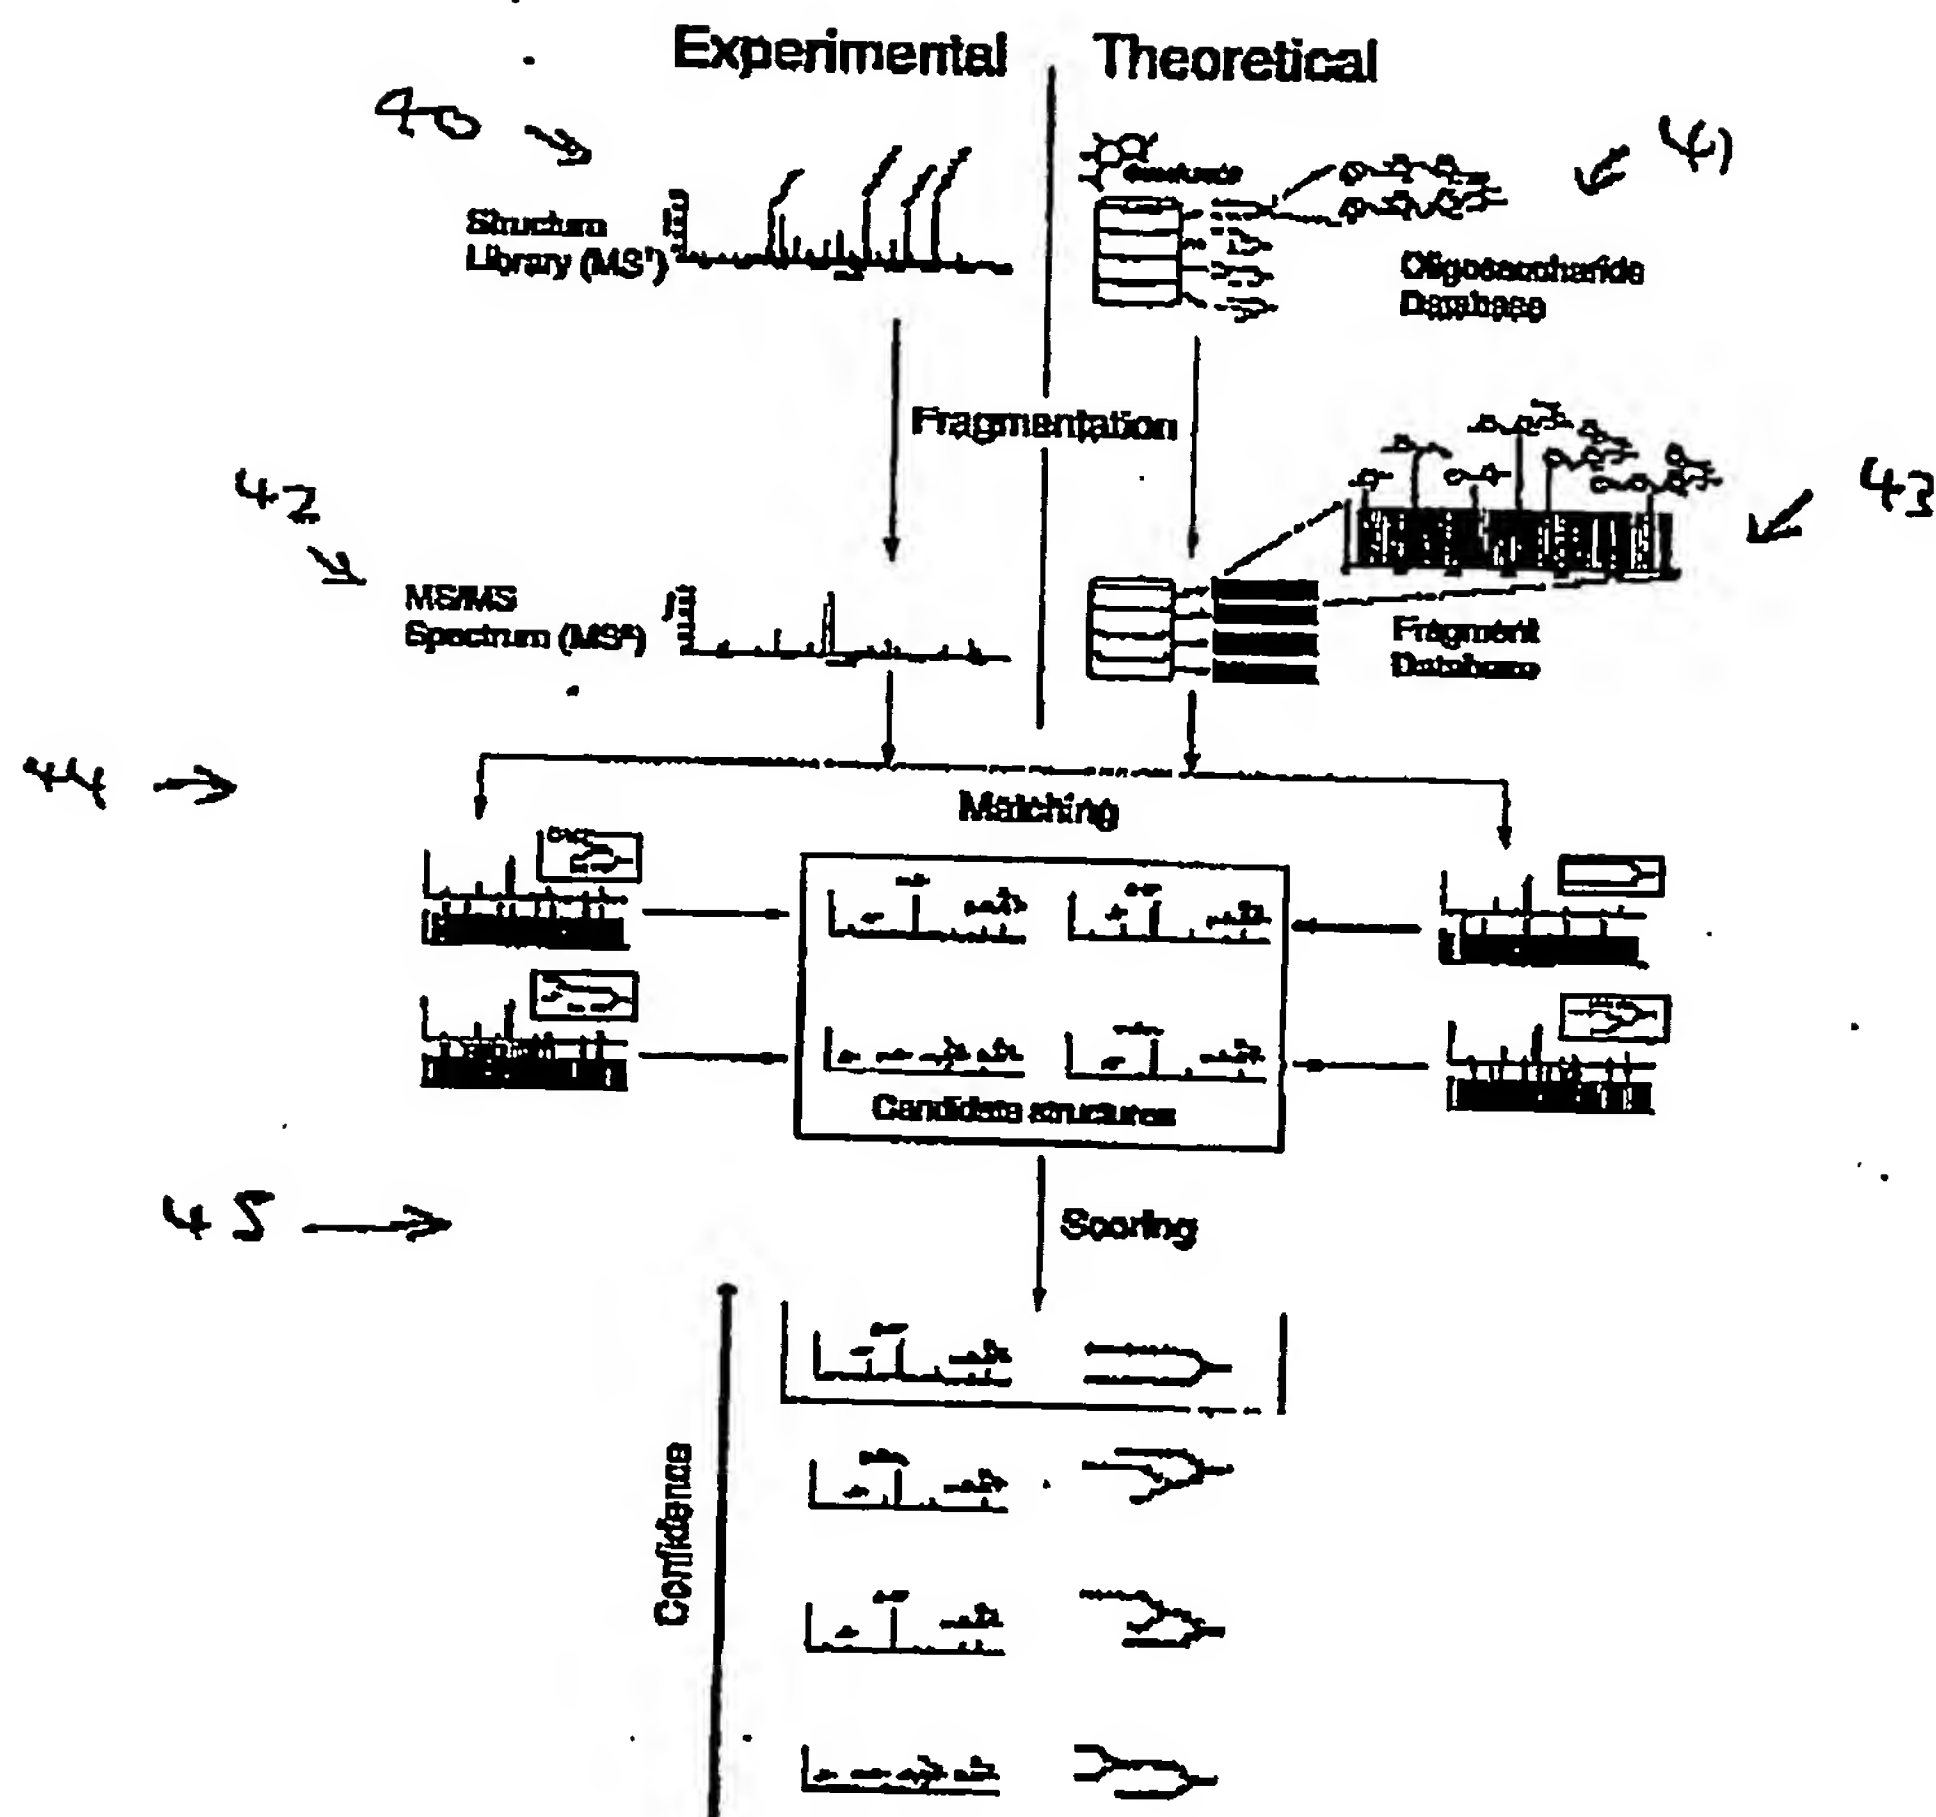 Experimental
Theoretical
40
41
Structure
Library (MS¹)
Oligosaccharide
Database
Fragmentation
42
43
MS/MS
Spectrum (MS²)
Fragment
Database
44
Matching
Candidate structures
45
Scoring
Confidence